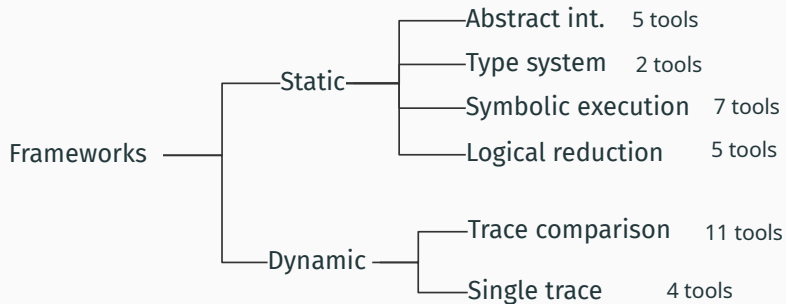 Abstract int. 5 tools
Type system 2 tools
Static
Symbolic execution 7 tools
Logical reduction 5 tools
Frameworks
Trace comparison 11 tools
Dynamic
Single trace 4 tools